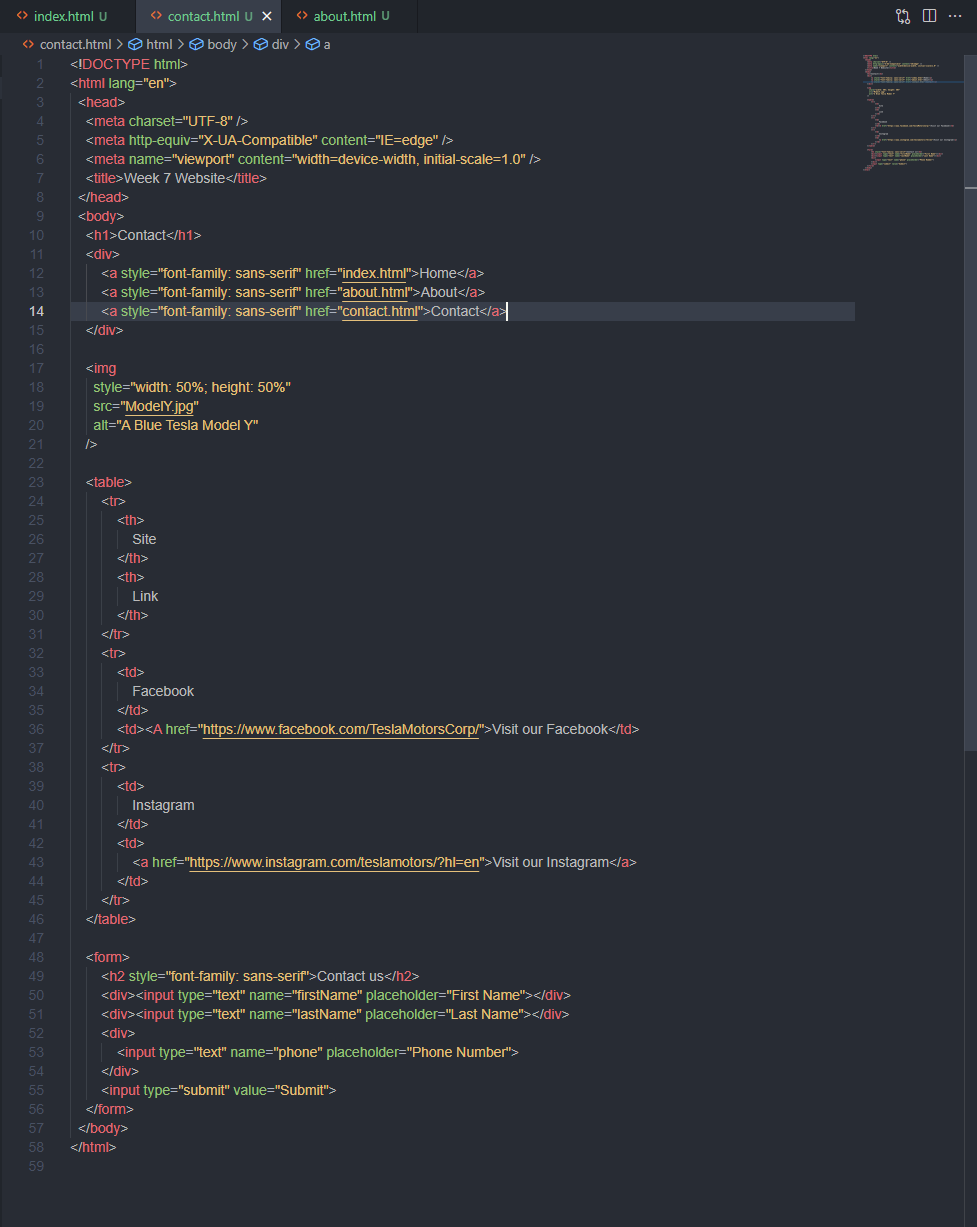 index.html U contact.html U about.html U
contact.html > html > body > div > a
1 <!DOCTYPE html>
2 <html lang="en">
3 <head>
4 <meta charset="UTF-8" />
5 <meta http-equiv="X-UA-Compatible" content="IE=edge" />
6 <meta name="viewport" content="width=device-width, initial-scale=1.0" />
7 <title>Week 7 Website</title>
8 </head>
9 <body>
10 <h1>Contact</h1>
11 <div>
12 <a style="font-family: sans-serif" href="index.html">Home</a>
13 <a style="font-family: sans-serif" href="about.html">About</a>
14 <a style="font-family: sans-serif" href="contact.html">Contact</a>
15 </div>
16
17 <img
18 style="width: 50%; height: 50%"
19 src="ModelY.jpg"
20 alt="A Blue Tesla Model Y"
21 />
22
23 <table>
24 <tr>
25 <th>
26 Site
27 </th>
28 <th>
29 Link
30 </th>
31 </tr>
32 <tr>
33 <td>
34 Facebook
35 </td>
36 <td><A href="https://www.facebook.com/TeslaMotorsCorp/">Visit our Facebook</td>
37 </tr>
38 <tr>
39 <td>
40 Instagram
41 </td>
42 <td>
43 <a href="https://www.instagram.com/teslamotors/?hl=en">Visit our Instagram</a>
44 </td>
45 </tr>
46 </table>
47
48 <form>
49 <h2 style="font-family: sans-serif">Contact us</h2>
50 <div><input type="text" name="firstName" placeholder="First Name"></div>
51 <div><input type="text" name="lastName" placeholder="Last Name"></div>
52 <div>
53 <input type="text" name="phone" placeholder="Phone Number">
54 </div>
55 <input type="submit" value="Submit">
56 </form>
57 </body>
58 </html>
59